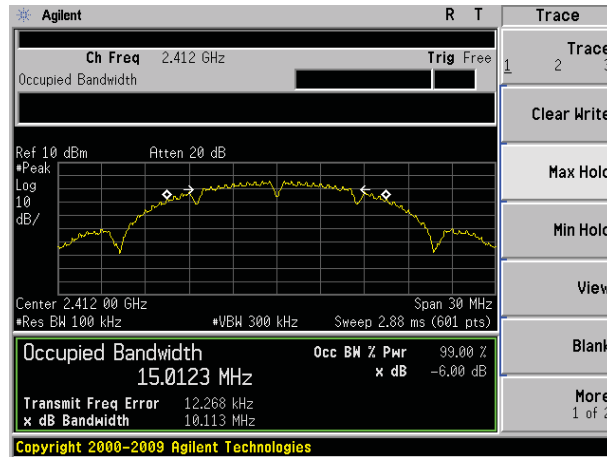 Agilent R T Trace
Ch Freq 2.412 GHz Trig Free
Occupied Bandwidth
Ref 10 dBm Atten 20 dB
#Peak
Log
10
dB/
Center 2.412 00 GHz Span 30 MHz
#Res BW 100 kHz #VBW 300 kHz Sweep 2.88 ms (601 pts)
Occupied Bandwidth Occ BW % Pwr 99.00 %
15.0123 MHz x dB -6.00 dB
Transmit Freq Error 12.268 kHz
x dB Bandwidth 10.113 MHz
Copyright 2000-2009 Agilent Technologies
Trace
1 2 3
Clear Write
Max Hold
Min Hold
View
Blank
More
1 of 2